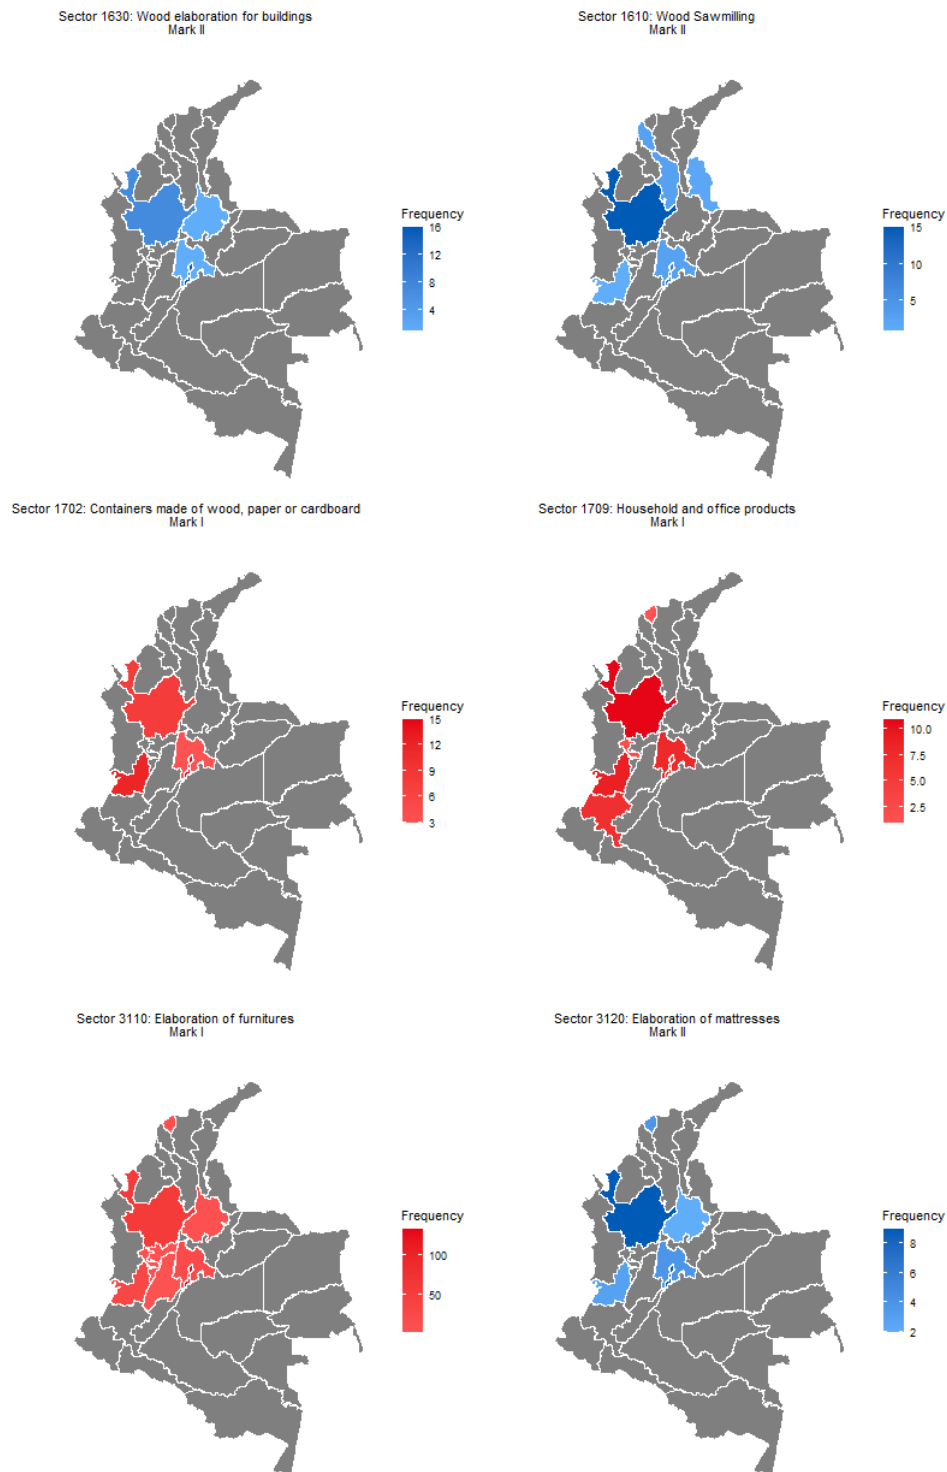 Sector 1630: Wood elaboration for buildings
Mark II
Frequency
16
12
8
4
Sector 1610: Wood Sawmilling
Mark II
Frequency
15
10
5
Sector 1702: Containers made of wood, paper or cardboard
Mark I
Frequency
15
12
9
6
3
Sector 1709: Household and office products
Mark I
Frequency
10.0
7.5
5.0
2.5
Sector 3110: Elaboration of furnitures
Mark I
Frequency
100
50
Sector 3120: Elaboration of mattresses
Mark II
Frequency
8
6
4
2